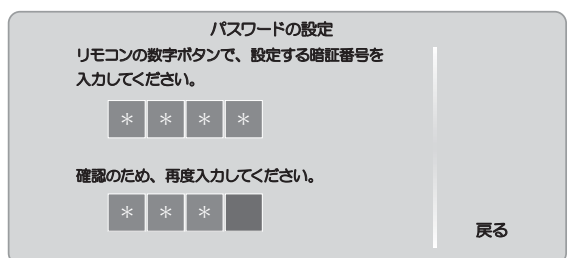 パスワードの設定
リモコンの数字ボタンで、設定する暗証番号を
入力してください。
＊ ＊ ＊ ＊
確認のため、再度入力してください。
＊ ＊ ＊
戻る